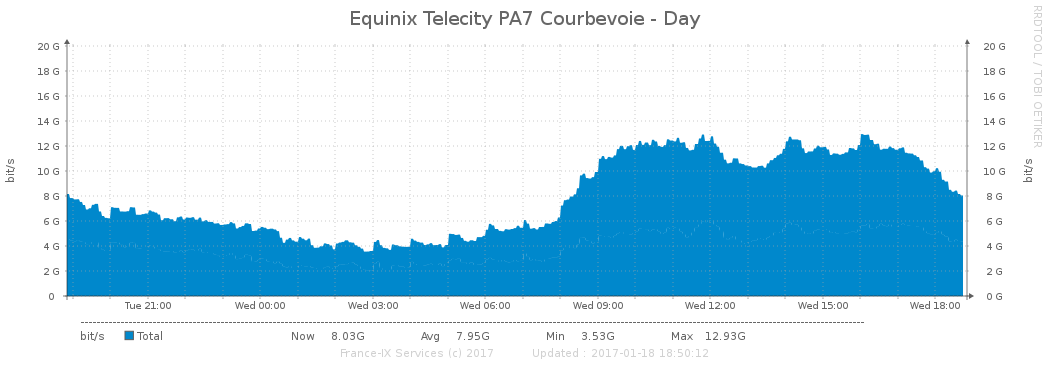 Equinix Telecity PA7 Courbevoie - Day
RRDTOOL / TOBI OETIKER
bit/s
20 G 20 G
18 G 18 G
16 G 16 G
14 G 14 G
12 G 12 G
10 G 10 G
8 G 8 G
6 G 6 G
4 G 4 G
2 G 2 G
0 0 G
bit/s
Tue 21:00 Wed 00:00 Wed 03:00 Wed 06:00 Wed 09:00 Wed 12:00 Wed 15:00 Wed 18:00
bit/s Total Now 8.03G Avg 7.95G Min 3.53G Max 12.93G
France-IX Services (c) 2017 Updated : 2017-01-18 18:50:12